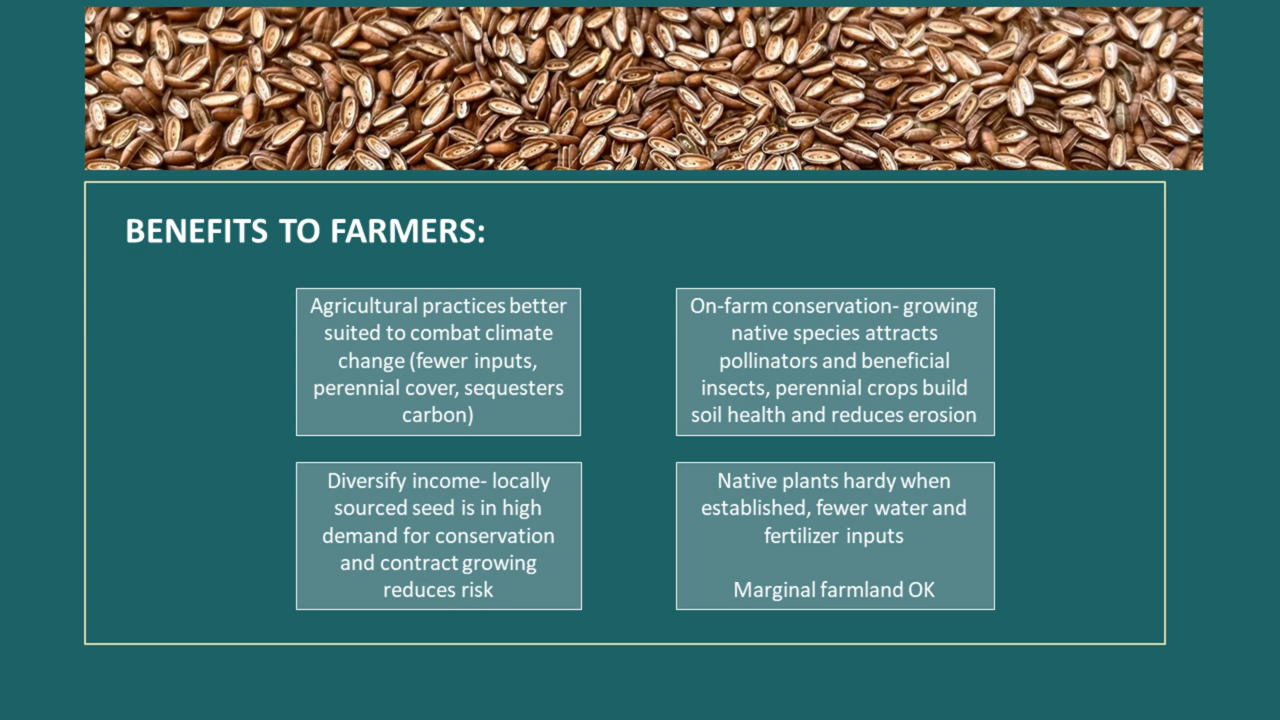 BENEFITS TO FARMERS:
Agricultural practices better
suited to combat climate
change (fewer inputs,
perennial cover, sequesters
carbon)
On-farm conservation- growing
native species attracts
pollinators and beneficial
insects, perennial crops build
soil health and reduces erosion
Diversify income- locally
sourced seed is in high
demand for conservation
and contract growing
reduces risk
Native plants hardy when
established, fewer water and
fertilizer inputs
Marginal farmland OK